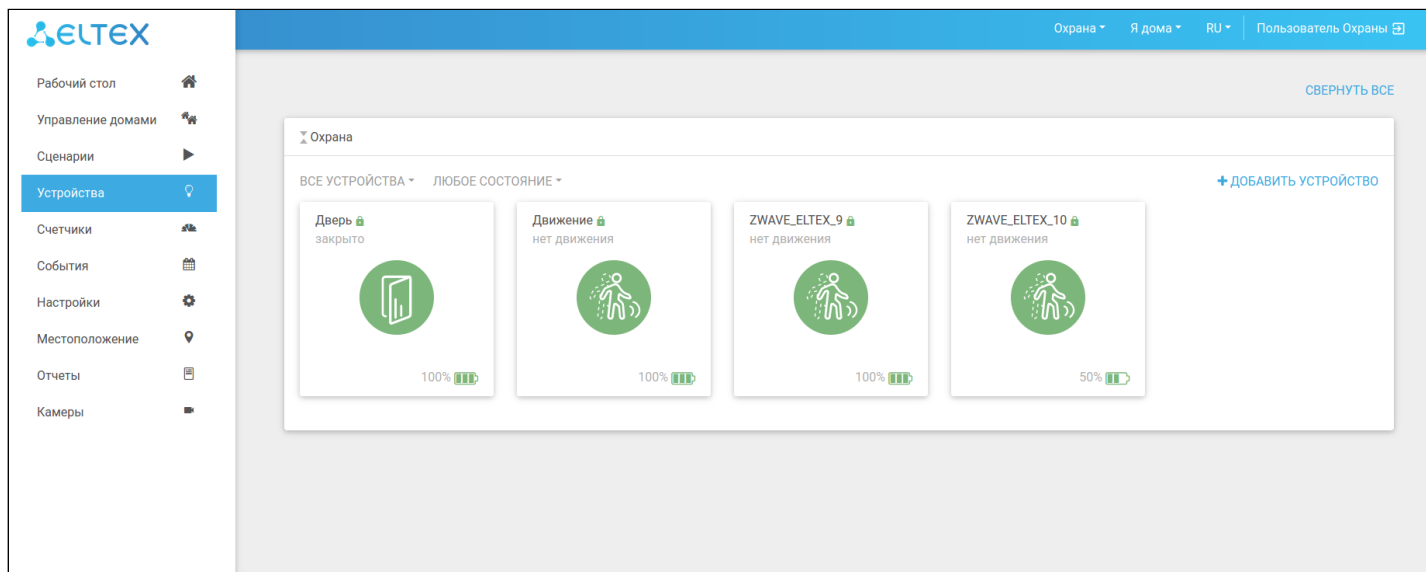 ELTEX
Охрана Я дома RU Пользователь Охраны
Рабочий стол
Управление домами
Сценарии
Устройства
Счетчики
События
Настройки
Местоположение
Отчеты
Камеры
СВЕРНУТЬ ВСЕ
Охрана
ВСЕ УСТРОЙСТВА ЛЮБОЕ СОСТОЯНИЕ + ДОБАВИТЬ УСТРОЙСТВО
Дверь
закрыто
100%
Движение
нет движения
100%
ZWAVE_ELTEX_9
нет движения
100%
ZWAVE_ELTEX_10
нет движения
50%